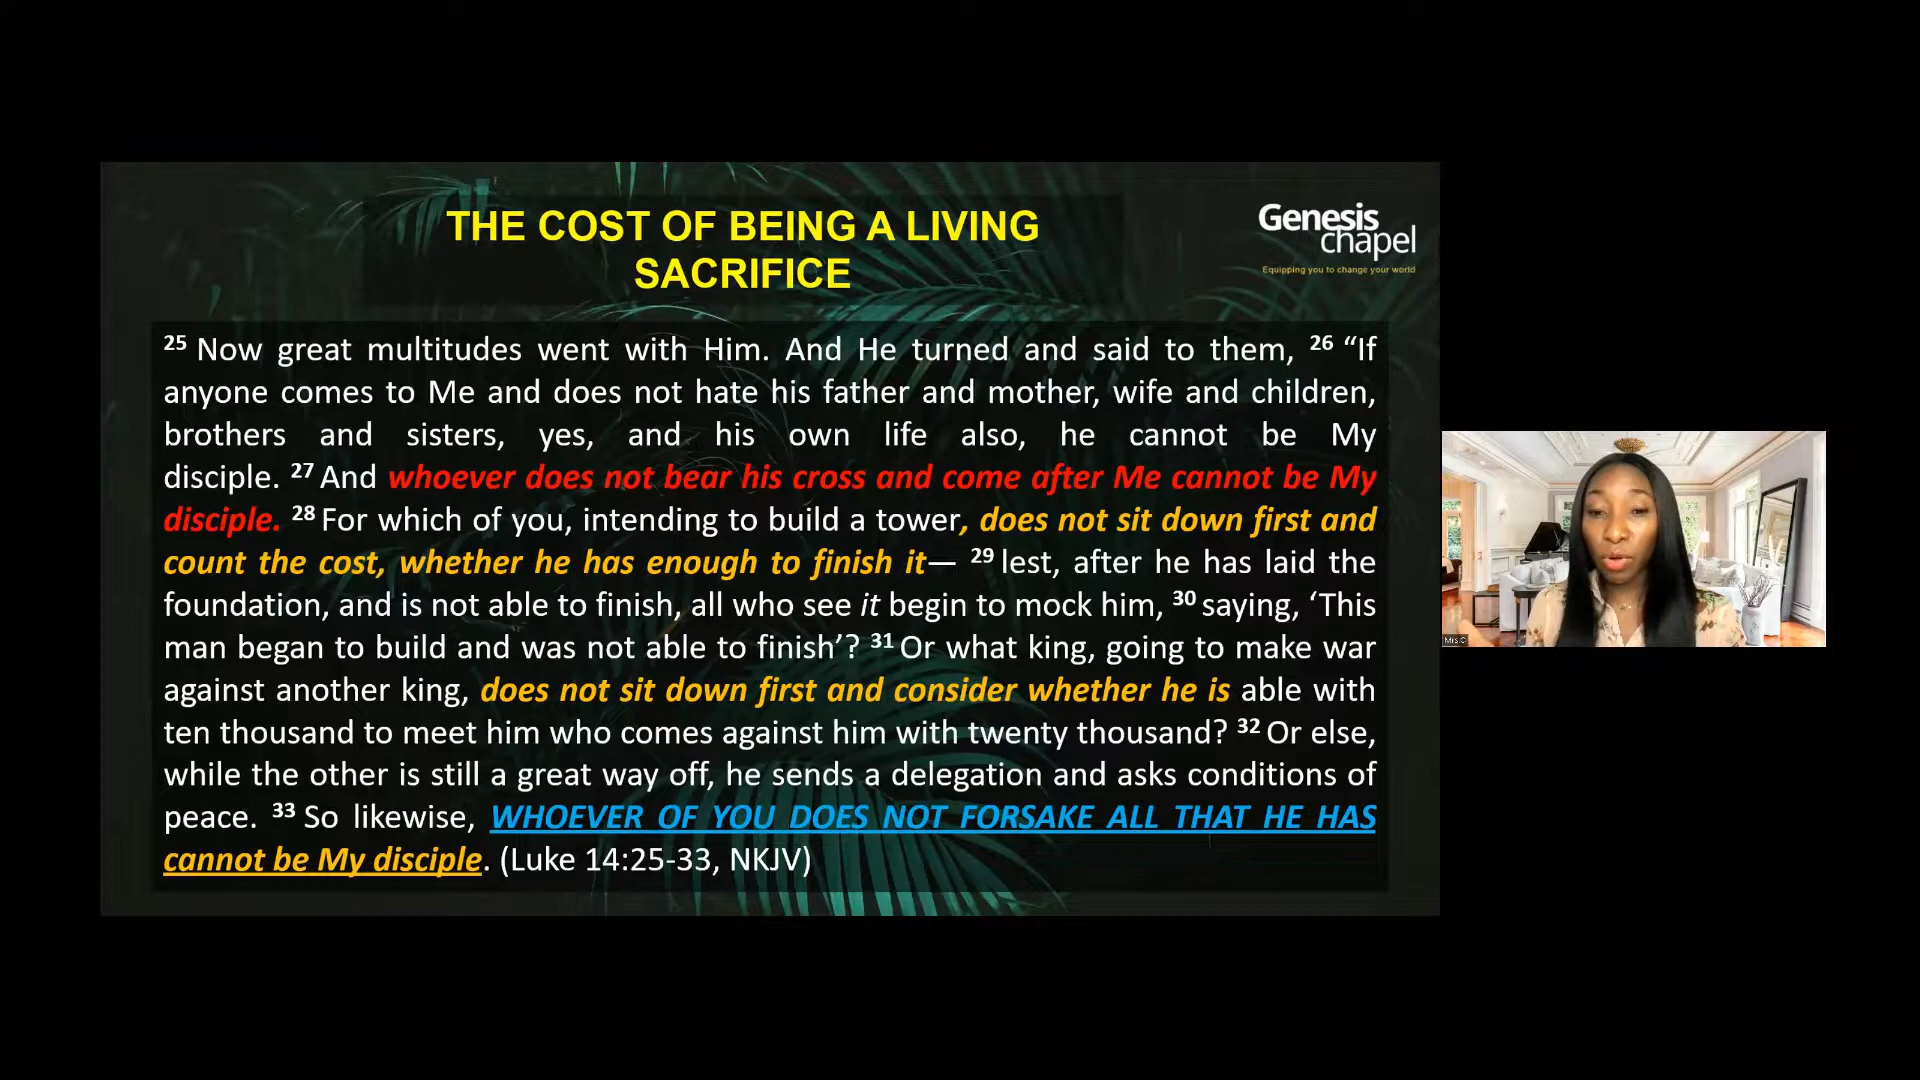 THE COST OF BEING A LIVING
SACRIFICE
Genesis
chapel
Equipping you to change your world
25 Now great multitudes went with Him. And He turned and said to them, 26 “If
anyone comes to Me and does not hate his father and mother, wife and children,
brothers and sisters, yes, and his own life also, he cannot be My
disciple. 27 And whoever does not bear his cross and come after Me cannot be My
disciple. 28 For which of you, intending to build a tower, does not sit down first and
count the cost, whether he has enough to finish it— 29 lest, after he has laid the
foundation, and is not able to finish, all who see it begin to mock him, 30 saying, ‘This
man began to build and was not able to finish’? 31 Or what king, going to make war
against another king, does not sit down first and consider whether he is able with
ten thousand to meet him who comes against him with twenty thousand? 32 Or else,
while the other is still a great way off, he sends a delegation and asks conditions of
peace. 33 So likewise, WHOEVER OF YOU DOES NOT FORSAKE ALL THAT HE HAS
cannot be My disciple. (Luke 14:25-33, NKJV)
Mrs C